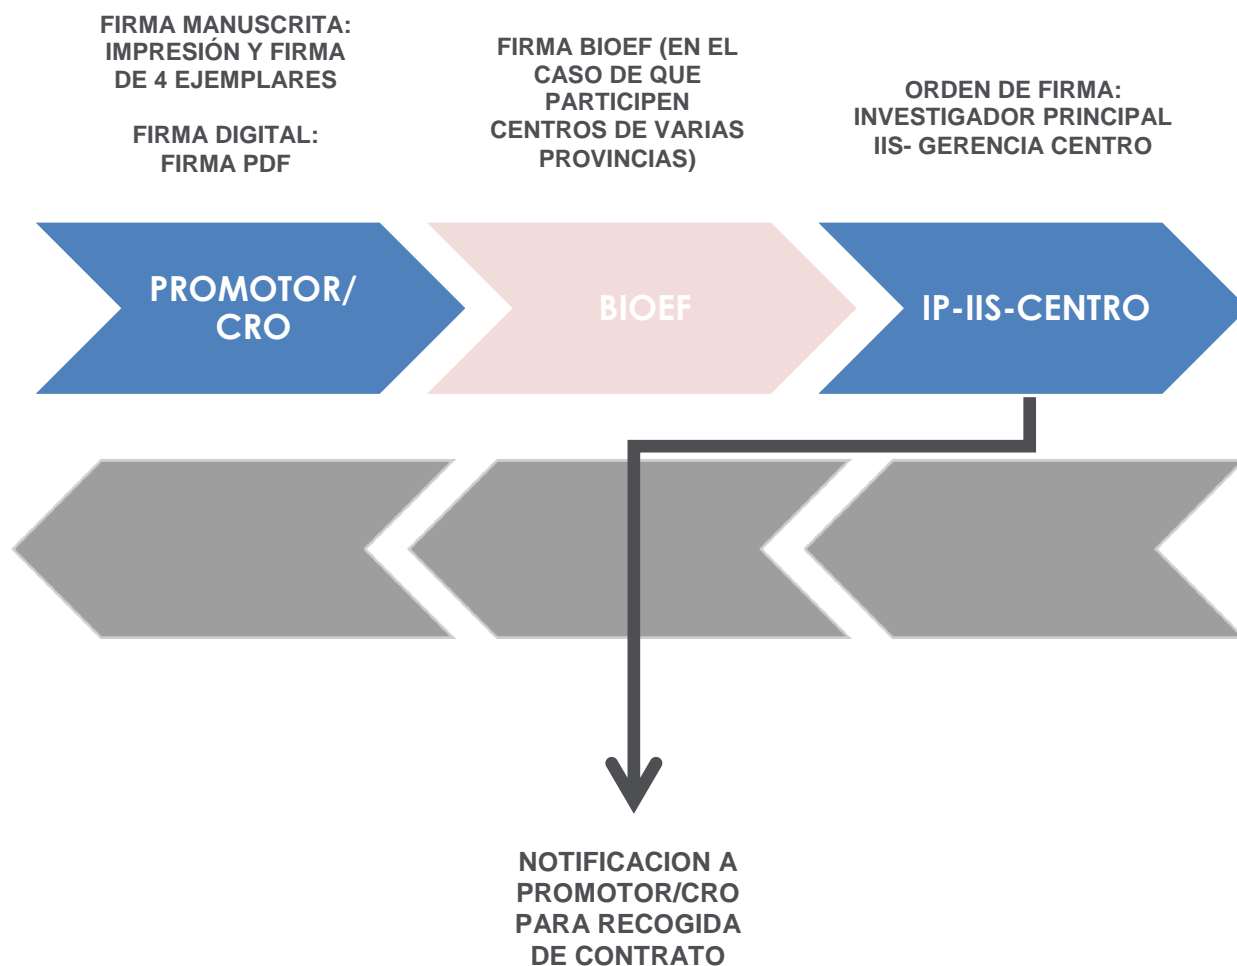 FIRMA MANUSCRITA:
IMPRESIÓN Y FIRMA
DE 4 EJEMPLARES
FIRMA DIGITAL:
FIRMA PDF
FIRMA BIOEF (EN EL
CASO DE QUE
PARTICIPEN
CENTROS DE VARIAS
PROVINCIAS)
ORDEN DE FIRMA:
INVESTIGADOR PRINCIPAL
IIS- GERENCIA CENTRO
PROMOTOR/
CRO
BIOEF
IP-IIS-CENTRO
NOTIFICACION A
PROMOTOR/CRO
PARA RECOGIDA
DE CONTRATO